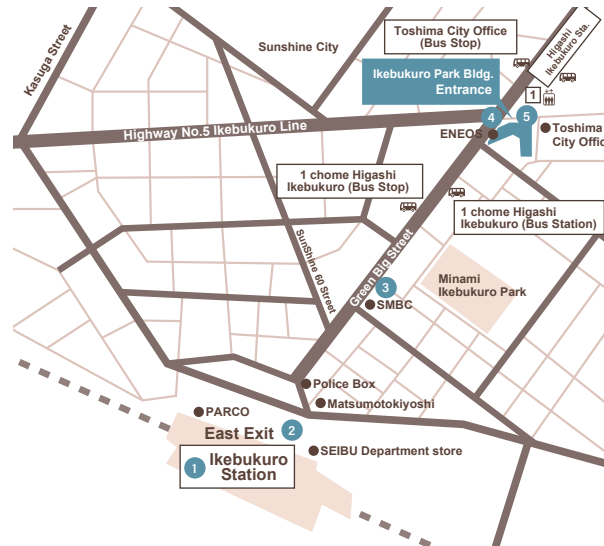 Kasuga Street
Sunshine City
Toshima City Office
(Bus Stop)
Higashi
Ikebukuro Sta.
Ikebukuro Park Bldg.
Entrance
1
4
5
ENEOS
Toshima
City Office
Highway No.5 Ikebukuro Line
1 chome Higashi
Ikebukuro (Bus Stop)
1 chome Higashi
Ikebukuro (Bus Station)
SunShine 60 Street
Green Big Street
3
SMBC
Minami
Ikebukuro Park
Police Box
Matsumotokiyoshi
PARCO
East Exit
2
SEIBU Department store
1
Ikebukuro
Station